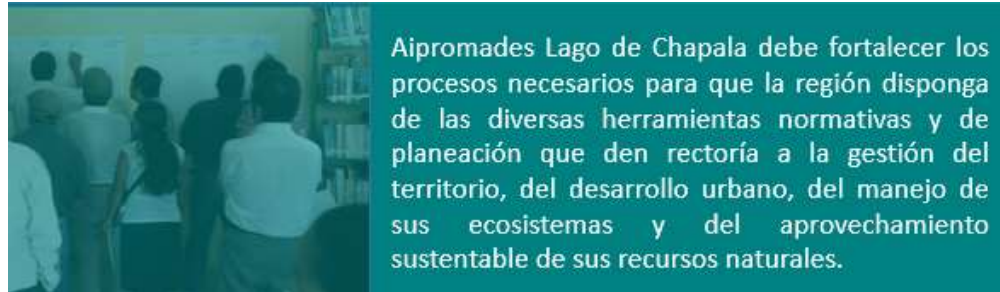 Aipromades Lago de Chapala debe fortalecer los
procesos necesarios para que la región disponga
de las diversas herramientas normativas y de
planeación que den rectoría a la gestión del
territorio, del desarrollo urbano, del manejo de
sus ecosistemas y del aprovechamiento
sustentable de sus recursos naturales.